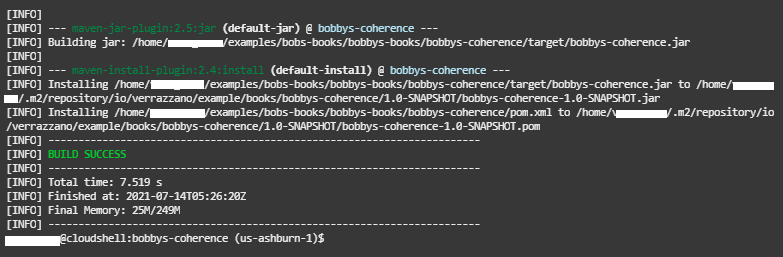 [INFO]
[INFO] --- maven-jar-plugin:2.5:jar (default-jar) @ bobbys-coherence ---
[INFO] Building jar: /home/ /examples/bobs-books/bobbys-books/bobbys-coherence/target/bobbys-coherence.jar
[INFO]
[INFO] --- maven-install-plugin:2.4:install (default-install) @ bobbys-coherence ---
[INFO] Installing /home/ /examples/bobs-books/bobbys-books/bobbys-coherence/target/bobbys-coherence.jar to /home/
/.m2/repository/io/verrazzano/example/books/bobbys-coherence/1.0-SNAPSHOT/bobbys-coherence-1.0-SNAPSHOT.jar
[INFO] Installing /home/ /examples/bobs-books/bobbys-books/bobbys-coherence/pom.xml to /home/ /.m2/repository/io
/verrazzano/example/books/bobbys-coherence/1.0-SNAPSHOT/bobbys-coherence-1.0-SNAPSHOT.pom
[INFO] ------------------------------------------------------------------------
[INFO] BUILD SUCCESS
[INFO] ------------------------------------------------------------------------
[INFO] Total time: 7.519 s
[INFO] Finished at: 2021-07-14T05:26:20Z
[INFO] Final Memory: 25M/249M
[INFO] ------------------------------------------------------------------------
@cloudshell:bobbys-coherence (us-ashburn-1)$